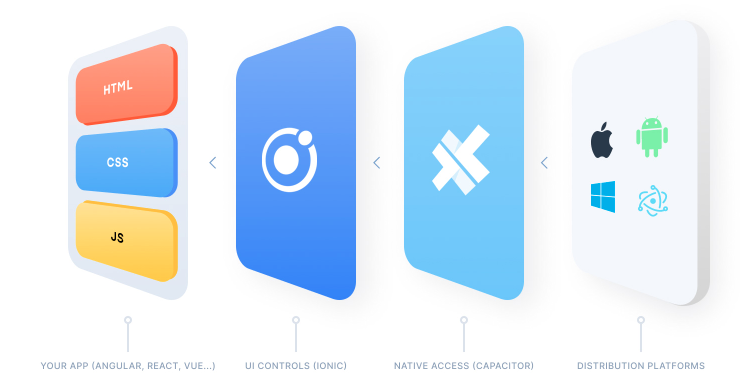 HTML
CSS
JS
YOUR APP (ANGULAR, REACT, VUE...)
UI CONTROLS (IONIC)
NATIVE ACCESS (CAPACITOR)
DISTRIBUTION PLATFORMS